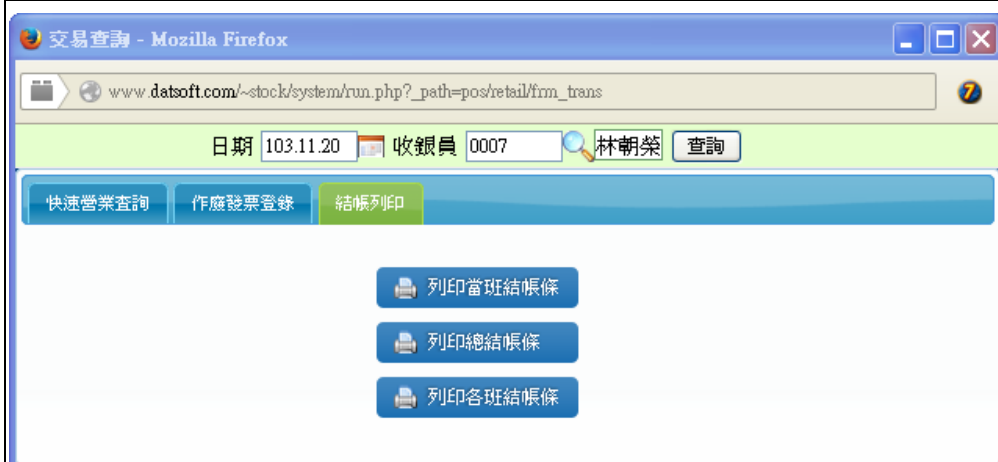 交易查詢 - Mozilla Firefox
www.datsoft.com/~stock/system/run.php?_path=pos/retail/frm_trans
日期 103.11.20 收銀員 0007 林朝榮 查詢
快速營業查詢 作廢發票登錄 結帳列印
列印當班結帳條
列印總結帳條
列印各班結帳條